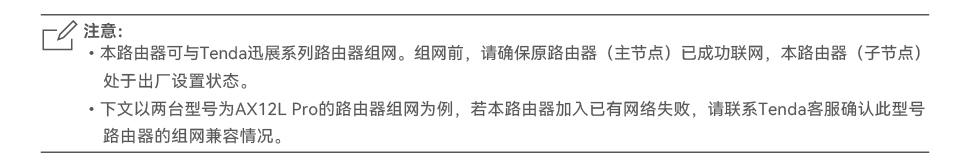 注意：
• 本路由器可与Tenda迅展系列路由器组网。组网前，请确保原路由器（主节点）已成功联网，本路由器（子节点）
处于出厂设置状态。
• 下文以两台型号为AX12L Pro的路由器组网为例，若本路由器加入已有网络失败，请联系Tenda客服确认此型号
路由器的组网兼容情况。